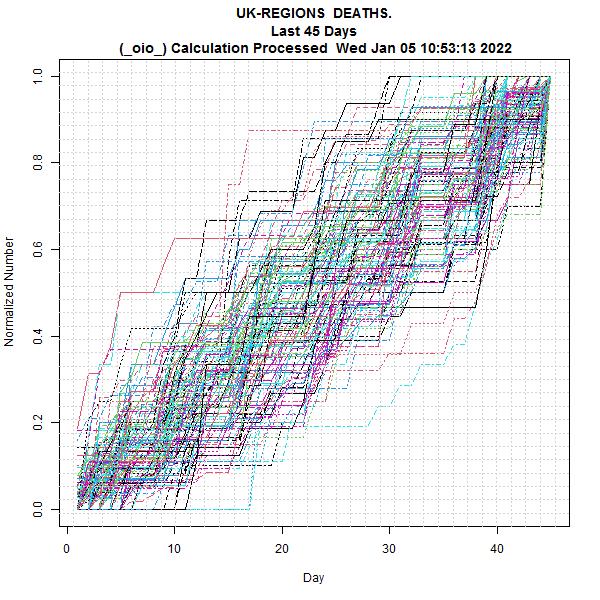 UK-REGIONS DEATHS.
Last 45 Days
(_oio_) Calculation Processed Wed Jan 05 10:53:13 2022
Normalized Number
1.0
0.8
0.6
0.4
0.2
0.0
0 10 20 30 40
Day